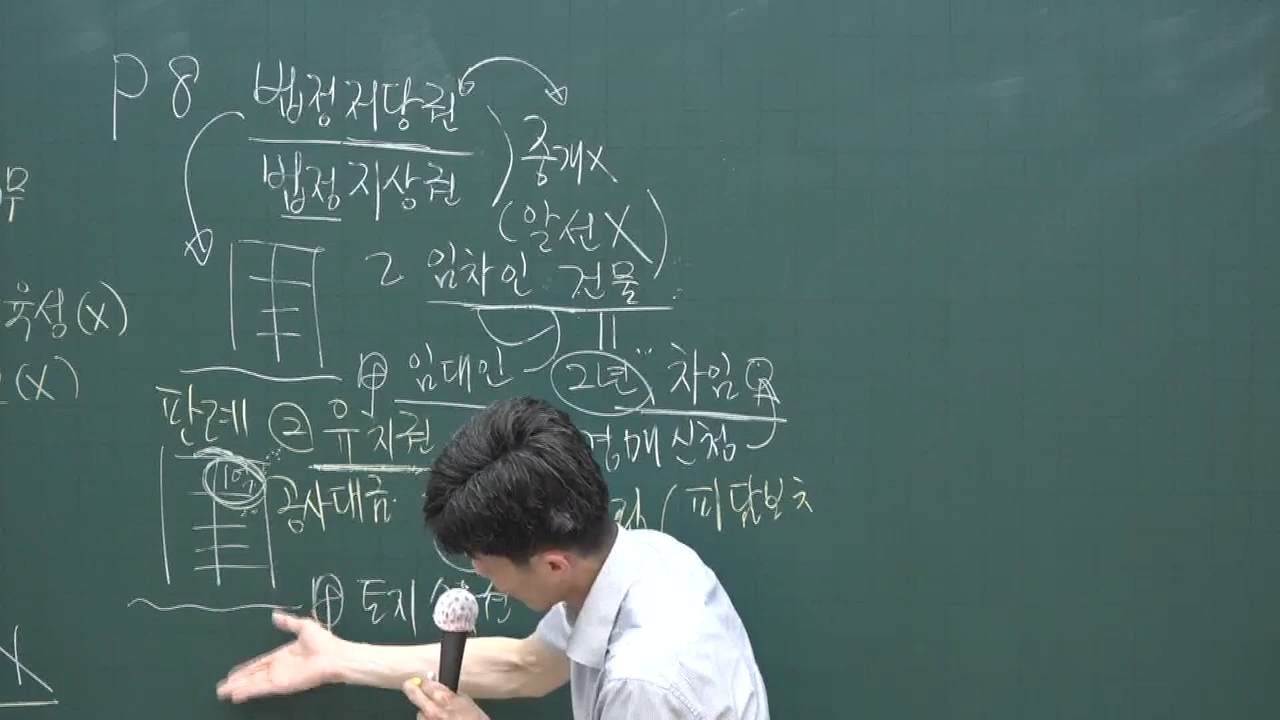 P 8 법정저당권
법정지상권
중개X
(알선X)
2 임차인 건물
임대인 2년 차임
판례 ② 유치권
경매신청
공사대금
(피담보
토지
육성(X)
(X)
X